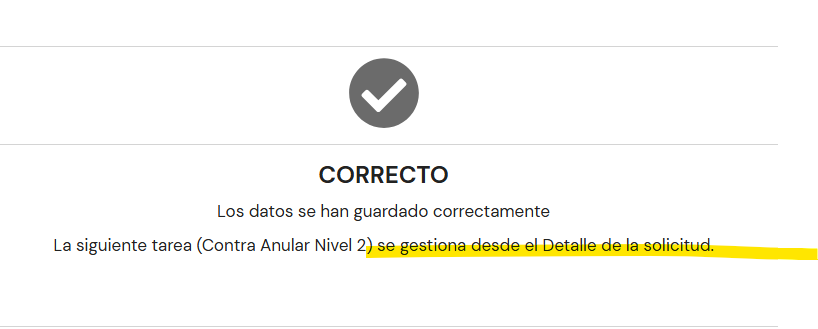 CORRECTO
Los datos se han guardado correctamente
La siguiente tarea (Contra Anular Nivel 2) se gestiona desde el Detalle de la solicitud.